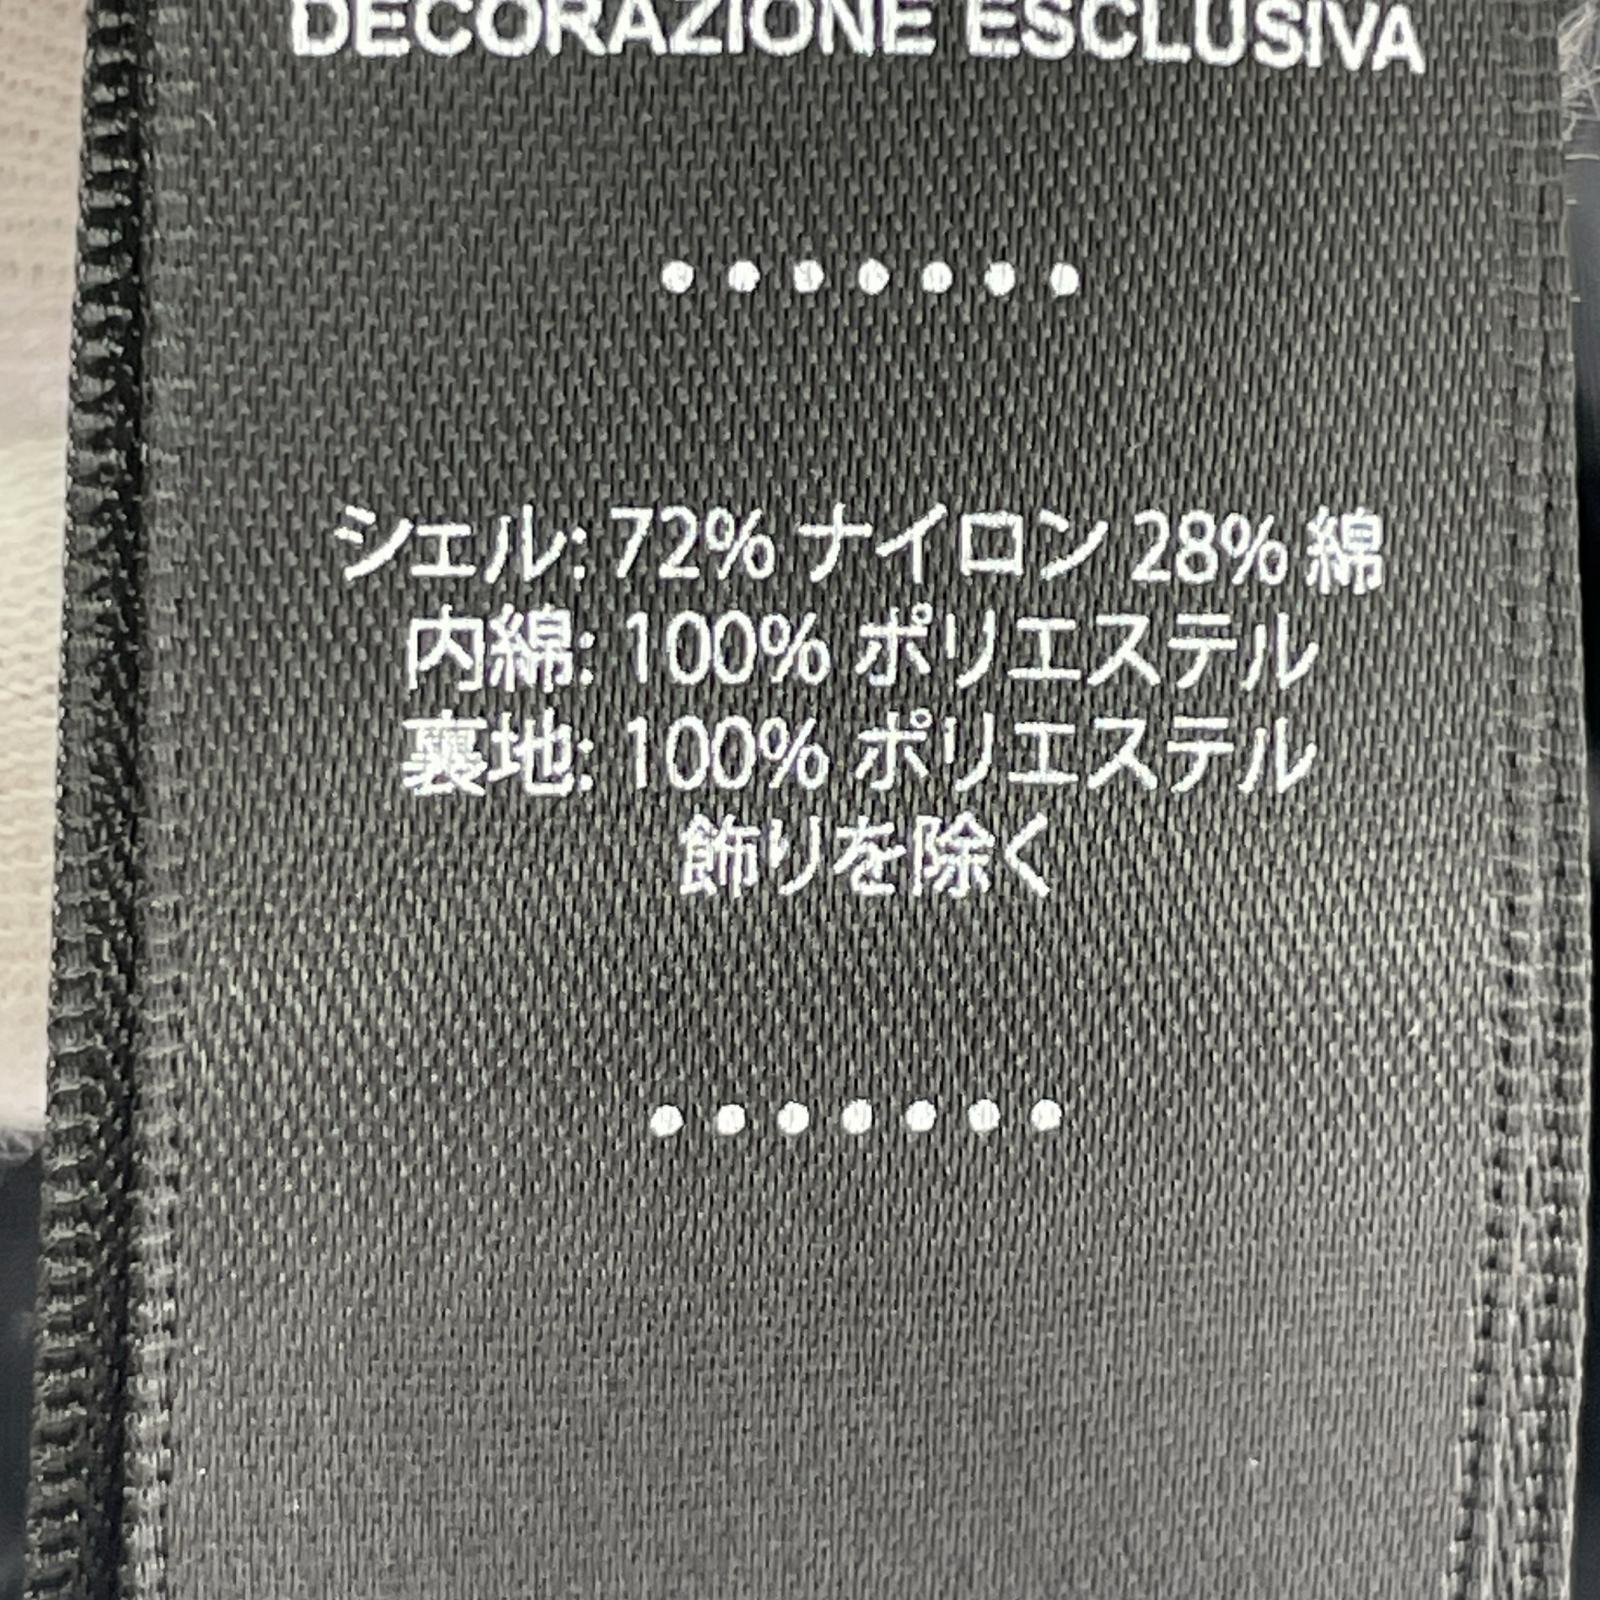 DECORAZIONE ESCLUSIVA
シェル: 72% ナイロン 28% 綿
内綿: 100% ポリエステル
裏地: 100% ポリエステル
飾りを除く